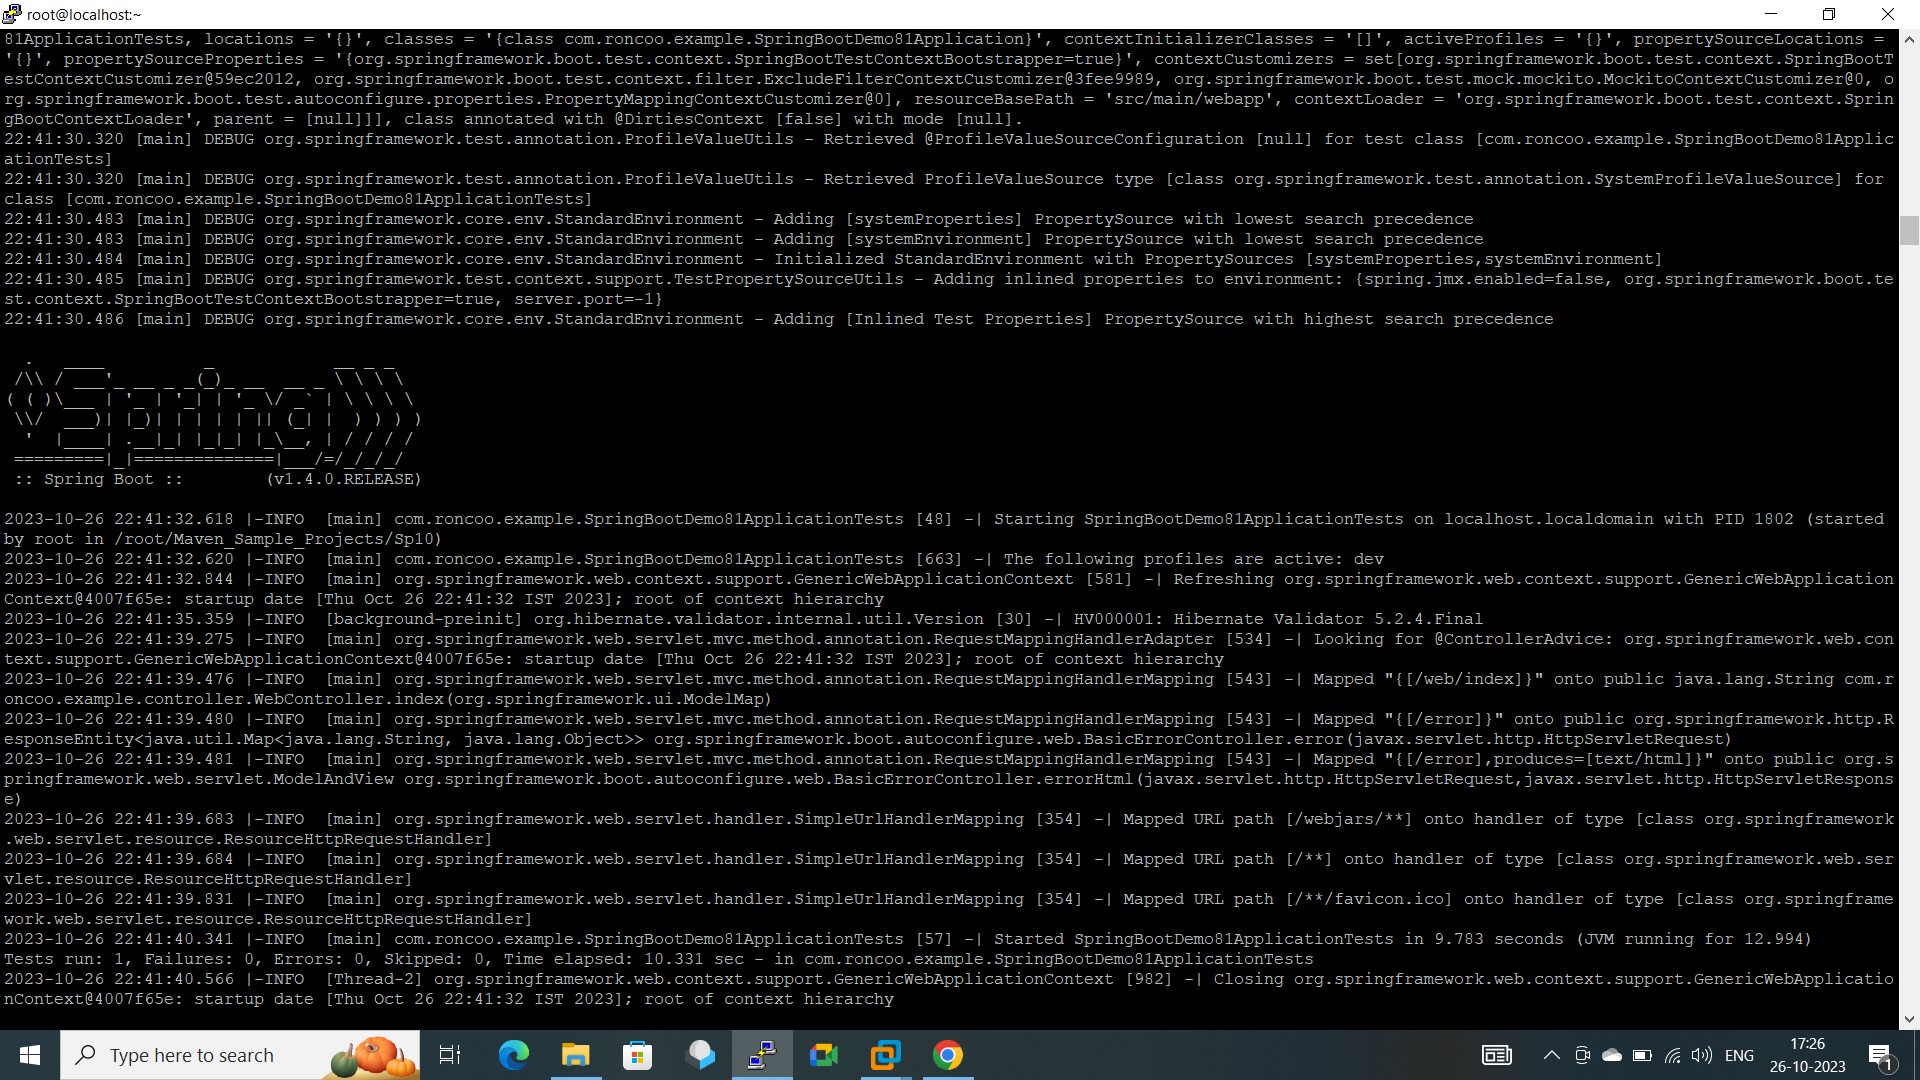 root@localhost:~
81ApplicationTests, locations = '{}', classes = '{class com.roncoo.example.SpringBootDemo81Application}', contextInitializerClasses = '[]', activeProfiles = '{}', propertySourceLocations =
'{}', propertySourceProperties = '{org.springframework.boot.test.context.SpringBootTestContextBootstrapper=true}', contextCustomizers = set[org.springframework.boot.test.context.SpringBootT
estContextCustomizer@59ec2012, org.springframework.boot.test.context.filter.ExcludeFilterContextCustomizer@3fee9989, org.springframework.boot.test.mock.mockito.MockitoContextCustomizer@0, o
rg.springframework.boot.test.autoconfigure.properties.PropertyMappingContextCustomizer@0], resourceBasePath = 'src/main/webapp', contextLoader = 'org.springframework.boot.test.context.Sprin
gBootContextLoader', parent = [null]]], class annotated with @DirtiesContext [false] with mode [null].
22:41:30.320 [main] DEBUG org.springframework.test.annotation.ProfileValueUtils - Retrieved @ProfileValueSourceConfiguration [null] for test class [com.roncoo.example.SpringBootDemo81Applic
ationTests]
22:41:30.320 [main] DEBUG org.springframework.test.annotation.ProfileValueUtils - Retrieved ProfileValueSource type [class org.springframework.test.annotation.SystemProfileValueSource] for
class [com.roncoo.example.SpringBootDemo81ApplicationTests]
22:41:30.483 [main] DEBUG org.springframework.core.env.StandardEnvironment - Adding [systemProperties] PropertySource with lowest search precedence
22:41:30.483 [main] DEBUG org.springframework.core.env.StandardEnvironment - Adding [systemEnvironment] PropertySource with lowest search precedence
22:41:30.484 [main] DEBUG org.springframework.core.env.StandardEnvironment - Initialized StandardEnvironment with PropertySources [systemProperties,systemEnvironment]
22:41:30.485 [main] DEBUG org.springframework.test.context.support.TestPropertySourceUtils - Adding inlined properties to environment: {spring.jmx.enabled=false, org.springframework.boot.te
st.context.SpringBootTestContextBootstrapper=true, server.port=-1}
22:41:30.486 [main] DEBUG org.springframework.core.env.StandardEnvironment - Adding [Inlined Test Properties] PropertySource with highest search precedence
  .   ____          _            __ _ _
 /\\ / ___'_ __ _ _(_)_ __  __ _ \ \ \ \
( ( )\___ | '_ | '_| | '_ \/ _` | \ \ \ \
 \\/  ___)| |_)| | | | | || (_| |  ) ) ) )
  '  |____| .__|_| |_|_| |_\__, | / / / /
 =========|_|==============|___/=/_/_/_/
 :: Spring Boot ::        (v1.4.0.RELEASE)
2023-10-26 22:41:32.618 |-INFO  [main] com.roncoo.example.SpringBootDemo81ApplicationTests [48] -| Starting SpringBootDemo81ApplicationTests on localhost.localdomain with PID 1802 (started
by root in /root/Maven_Sample_Projects/Sp10)
2023-10-26 22:41:32.620 |-INFO  [main] com.roncoo.example.SpringBootDemo81ApplicationTests [663] -| The following profiles are active: dev
2023-10-26 22:41:32.844 |-INFO  [main] org.springframework.web.context.support.GenericWebApplicationContext [581] -| Refreshing org.springframework.web.context.support.GenericWebApplication
Context@4007f65e: startup date [Thu Oct 26 22:41:32 IST 2023]; root of context hierarchy
2023-10-26 22:41:35.359 |-INFO  [background-preinit] org.hibernate.validator.internal.util.Version [30] -| HV000001: Hibernate Validator 5.2.4.Final
2023-10-26 22:41:39.275 |-INFO  [main] org.springframework.web.servlet.mvc.method.annotation.RequestMappingHandlerAdapter [534] -| Looking for @ControllerAdvice: org.springframework.web.con
text.support.GenericWebApplicationContext@4007f65e: startup date [Thu Oct 26 22:41:32 IST 2023]; root of context hierarchy
2023-10-26 22:41:39.476 |-INFO  [main] org.springframework.web.servlet.mvc.method.annotation.RequestMappingHandlerMapping [543] -| Mapped "{[/web/index]}" onto public java.lang.String com.r
oncoo.example.controller.WebController.index(org.springframework.ui.ModelMap)
2023-10-26 22:41:39.480 |-INFO  [main] org.springframework.web.servlet.mvc.method.annotation.RequestMappingHandlerMapping [543] -| Mapped "{[/error]}" onto public org.springframework.http.R
esponseEntity<java.util.Map<java.lang.String, java.lang.Object>> org.springframework.boot.autoconfigure.web.BasicErrorController.error(javax.servlet.http.HttpServletRequest)
2023-10-26 22:41:39.481 |-INFO  [main] org.springframework.web.servlet.mvc.method.annotation.RequestMappingHandlerMapping [543] -| Mapped "{[/error],produces=[text/html]}" onto public org.s
pringframework.web.servlet.ModelAndView org.springframework.boot.autoconfigure.web.BasicErrorController.errorHtml(javax.servlet.http.HttpServletRequest,javax.servlet.http.HttpServletRespons
e)
2023-10-26 22:41:39.683 |-INFO  [main] org.springframework.web.servlet.handler.SimpleUrlHandlerMapping [354] -| Mapped URL path [/webjars/**] onto handler of type [class org.springframework
.web.servlet.resource.ResourceHttpRequestHandler]
2023-10-26 22:41:39.684 |-INFO  [main] org.springframework.web.servlet.handler.SimpleUrlHandlerMapping [354] -| Mapped URL path [/**] onto handler of type [class org.springframework.web.ser
vlet.resource.ResourceHttpRequestHandler]
2023-10-26 22:41:39.831 |-INFO  [main] org.springframework.web.servlet.handler.SimpleUrlHandlerMapping [354] -| Mapped URL path [/**/favicon.ico] onto handler of type [class org.springframe
work.web.servlet.resource.ResourceHttpRequestHandler]
2023-10-26 22:41:40.341 |-INFO  [main] com.roncoo.example.SpringBootDemo81ApplicationTests [57] -| Started SpringBootDemo81ApplicationTests in 9.783 seconds (JVM running for 12.994)
Tests run: 1, Failures: 0, Errors: 0, Skipped: 0, Time elapsed: 10.331 sec - in com.roncoo.example.SpringBootDemo81ApplicationTests
2023-10-26 22:41:40.566 |-INFO  [Thread-2] org.springframework.web.context.support.GenericWebApplicationContext [982] -| Closing org.springframework.web.context.support.GenericWebApplicatio
nContext@4007f65e: startup date [Thu Oct 26 22:41:32 IST 2023]; root of context hierarchy
Type here to search
ENG
17:26
26-10-2023
1